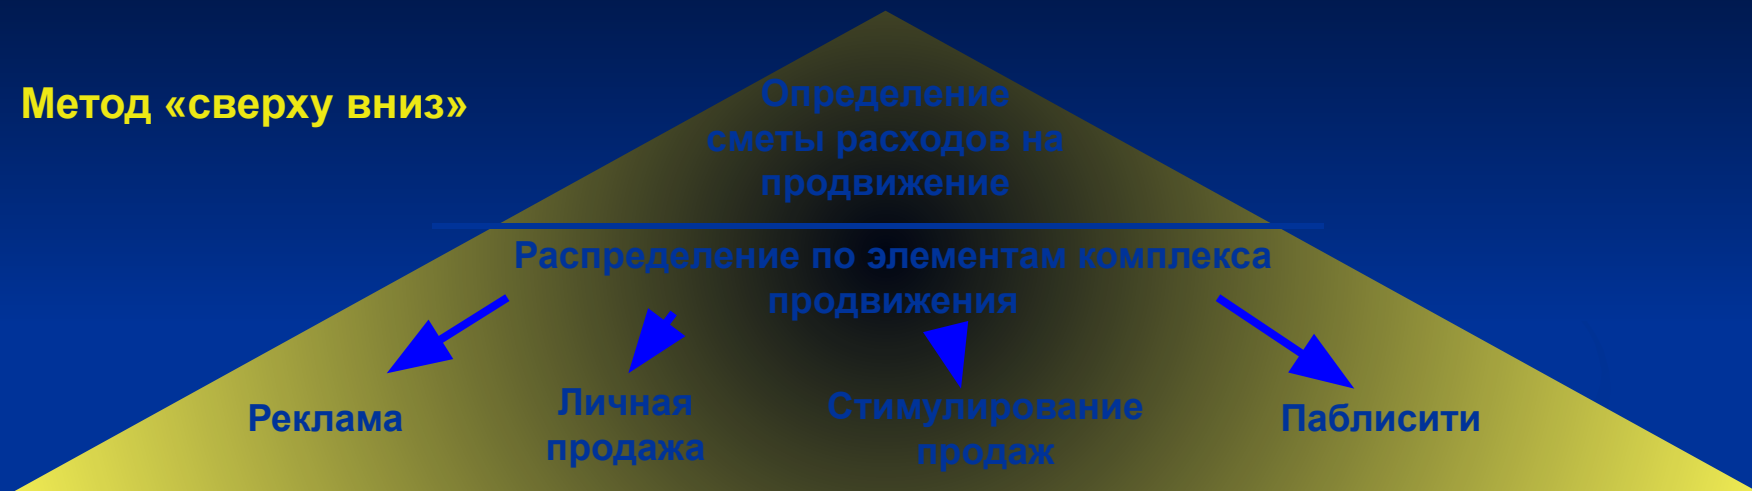 Метод «сверху вниз»
Определение
сметы расходов на
продвижение
Распределение по элементам комплекса
продвижения
Реклама
Личная
продажа
Стимулирование
продаж
Паблисити